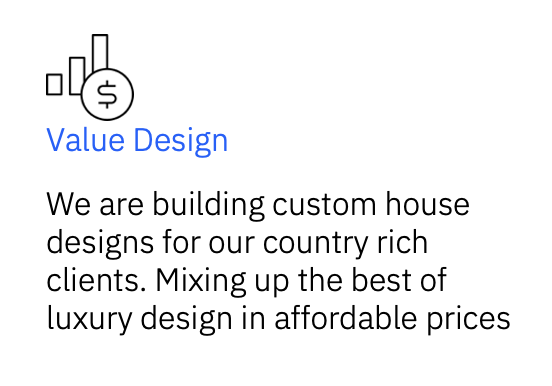 $
Value Design
We are building custom house
designs for our country rich
clients. Mixing up the best of
luxury design in affordable prices